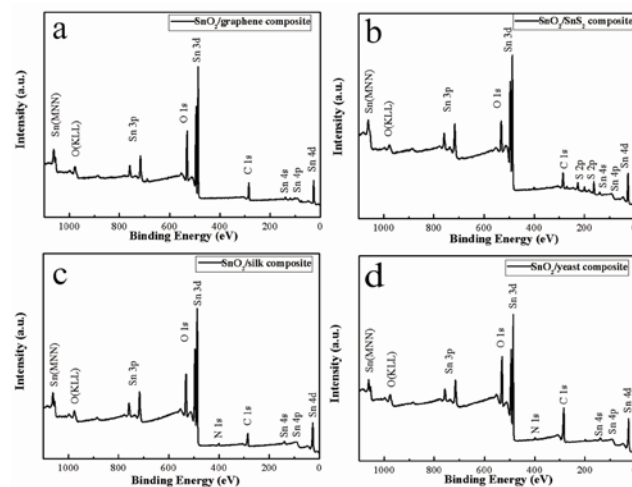 a
SnO2/graphene composite
Sn 3d
O 1s
Sn(MNN)
O(KLL)
Sn 3p
C 1s
Sn 4s
Sn 4p
Sn 4d
Intensity (a.u.)
1000 800 600 400 200 0
Binding Energy (eV)
b
SnO2/SnS2 composite
Sn 3d
Sn(MNN)
O(KLL)
Sn 3p
O 1s
C 1s
S 2p
S 2p
Sn 4s
Sn 4p
Sn 4d
Intensity (a.u.)
1000 800 600 400 200 0
Binding Energy (eV)
c
SnO2/silk composite
Sn 3d
O 1s
Sn(MNN)
O(KLL)
Sn 3p
N 1s
C 1s
Sn 4s
Sn 4p
Sn 4d
Intensity (a.u.)
1000 800 600 400 200 0
Binding Energy (eV)
d
SnO2/yeast composite
Sn 3d
O 1s
Sn(MNN)
O(KLL)
Sn 3p
N 1s
C 1s
Sn 4s
Sn 4p
Sn 4d
Intensity (a.u.)
1000 800 600 400 200 0
Binding Energy (eV)